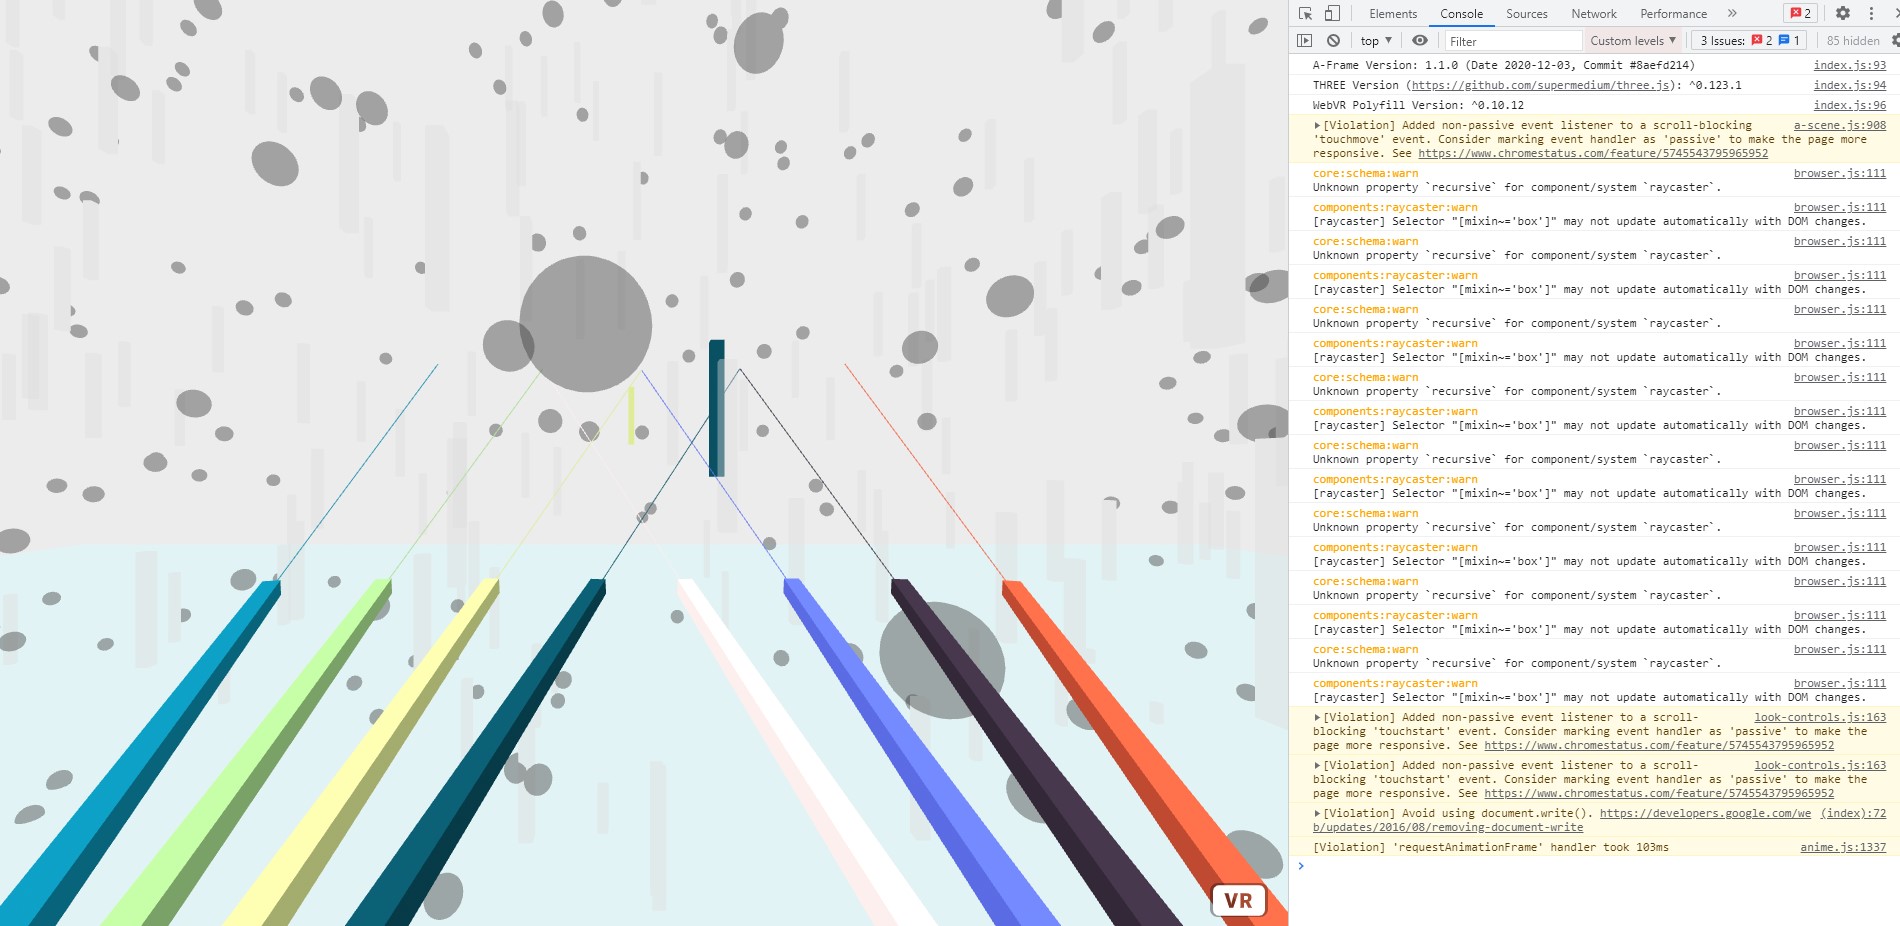 Elements Console Sources Network Performance » 2
top ▼ Filter Custom levels ▼ 3 Issues: 2 1 85 hidden
A-Frame Version: 1.1.0 (Date 2020-12-03, Commit #8aefd214) index.js:93
THREE Version (https://github.com/supermedium/three.js): ^0.123.1 index.js:94
WebVR Polyfill Version: ^0.10.12 index.js:96
[Violation] Added non-passive event listener to a scroll-blocking a-scene.js:908
'touchmove' event. Consider marking event handler as 'passive' to make the page more
responsive. See https://www.chromestatus.com/feature/5745543795965952
core:schema:warn browser.js:111
Unknown property `recursive` for component/system `raycaster`.
components:raycaster:warn browser.js:111
[raycaster] Selector "[mixin~='box']" may not update automatically with DOM changes.
core:schema:warn browser.js:111
Unknown property `recursive` for component/system `raycaster`.
components:raycaster:warn browser.js:111
[raycaster] Selector "[mixin~='box']" may not update automatically with DOM changes.
core:schema:warn browser.js:111
Unknown property `recursive` for component/system `raycaster`.
components:raycaster:warn browser.js:111
[raycaster] Selector "[mixin~='box']" may not update automatically with DOM changes.
core:schema:warn browser.js:111
Unknown property `recursive` for component/system `raycaster`.
components:raycaster:warn browser.js:111
[raycaster] Selector "[mixin~='box']" may not update automatically with DOM changes.
core:schema:warn browser.js:111
Unknown property `recursive` for component/system `raycaster`.
components:raycaster:warn browser.js:111
[raycaster] Selector "[mixin~='box']" may not update automatically with DOM changes.
core:schema:warn browser.js:111
Unknown property `recursive` for component/system `raycaster`.
components:raycaster:warn browser.js:111
[raycaster] Selector "[mixin~='box']" may not update automatically with DOM changes.
core:schema:warn browser.js:111
Unknown property `recursive` for component/system `raycaster`.
components:raycaster:warn browser.js:111
[raycaster] Selector "[mixin~='box']" may not update automatically with DOM changes.
core:schema:warn browser.js:111
Unknown property `recursive` for component/system `raycaster`.
components:raycaster:warn browser.js:111
[raycaster] Selector "[mixin~='box']" may not update automatically with DOM changes.
[Violation] Added non-passive event listener to a scroll- look-controls.js:163
blocking 'touchstart' event. Consider marking event handler as 'passive' to make the
page more responsive. See https://www.chromestatus.com/feature/5745543795965952
[Violation] Added non-passive event listener to a scroll- look-controls.js:163
blocking 'touchstart' event. Consider marking event handler as 'passive' to make the
page more responsive. See https://www.chromestatus.com/feature/5745543795965952
[Violation] Avoid using document.write(). https://developers.google.com/we (index):72
b/updates/2016/08/removing-document-write
[Violation] 'requestAnimationFrame' handler took 103ms anime.js:1337
VR